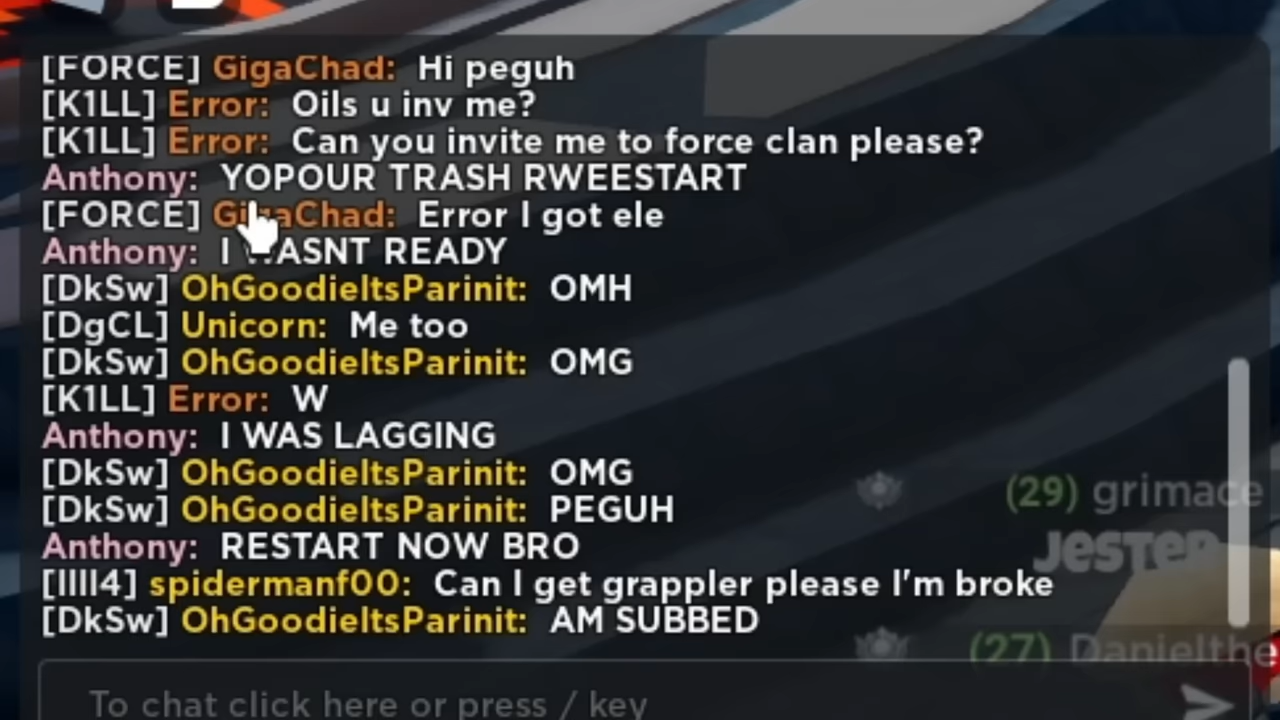 [FORCE] GigaChad: Hi peguh
[K1LL] Error: Oils u inv me?
[K1LL] Error: Can you invite me to force clan please?
Anthony: YOPOUR TRASH RWEESTART
[FORCE] GigaChad: Error I got ele
Anthony: I WASNT READY
[DkSw] OhGoodieItsParinit: OMH
[DgCL] Unicorn: Me too
[DkSw] OhGoodieItsParinit: OMG
[K1LL] Error: W
Anthony: I WAS LAGGING
[DkSw] OhGoodieItsParinit: OMG
(29) grimace
[DkSw] OhGoodieItsParinit: PEGUH
Anthony: RESTART NOW BRO
JESTER
[llll4] spidermanf00: Can I get grappler please I'm broke
[DkSw] OhGoodieItsParinit: AM SUBBED
(27) Danielthe
To chat click here or press / key